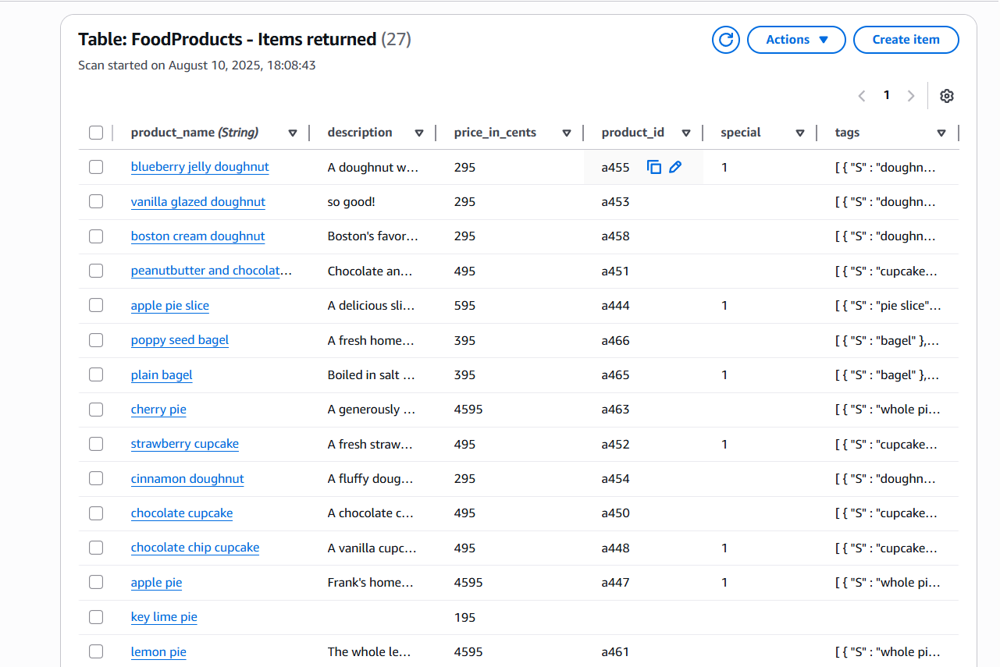 Table: FoodProducts - Items returned (27)
Actions
Create item
Scan started on August 10, 2025, 18:08:43
1
product_name (String) description price_in_cents product_id special tags
blueberry jelly doughnut A doughnut w… 295 a455 1 [ { "S" : "doughn…
vanilla glazed doughnut so good! 295 a453 [ { "S" : "doughn…
boston cream doughnut Boston's favor… 295 a458 [ { "S" : "doughn…
peanutbutter and chocolat… Chocolate an… 495 a451 [ { "S" : "cupcake…
apple pie slice A delicious sli… 595 a444 1 [ { "S" : "pie slice"…
poppy seed bagel A fresh home… 395 a466 [ { "S" : "bagel" },…
plain bagel Boiled in salt … 395 a465 1 [ { "S" : "bagel" },…
cherry pie A generously … 4595 a463 [ { "S" : "whole pi…
strawberry cupcake A fresh straw… 495 a452 1 [ { "S" : "cupcake…
cinnamon doughnut A fluffy doug… 295 a454 [ { "S" : "doughn…
chocolate cupcake A chocolate c… 495 a450 [ { "S" : "cupcake…
chocolate chip cupcake A vanilla cupc… 495 a448 1 [ { "S" : "cupcake…
apple pie Frank's home… 4595 a447 1 [ { "S" : "whole pi…
key lime pie 195
lemon pie The whole le… 4595 a461 [ { "S" : "whole pi…